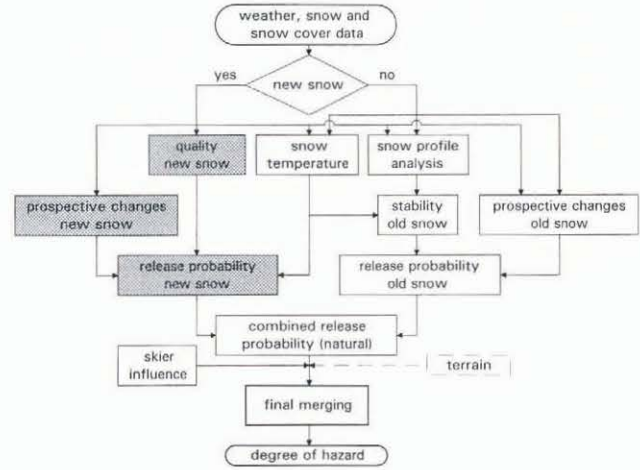 weather, snow and
snow cover data
yes
new snow
no
quality
new snow
snow
temperature
snow profile
analysis
prospective changes
new snow
stability
old snow
prospective changes
old snow
release probability
new snow
release probability
old snow
combined release
probability (natural)
skier
influence
terrain
final merging
degree of hazard